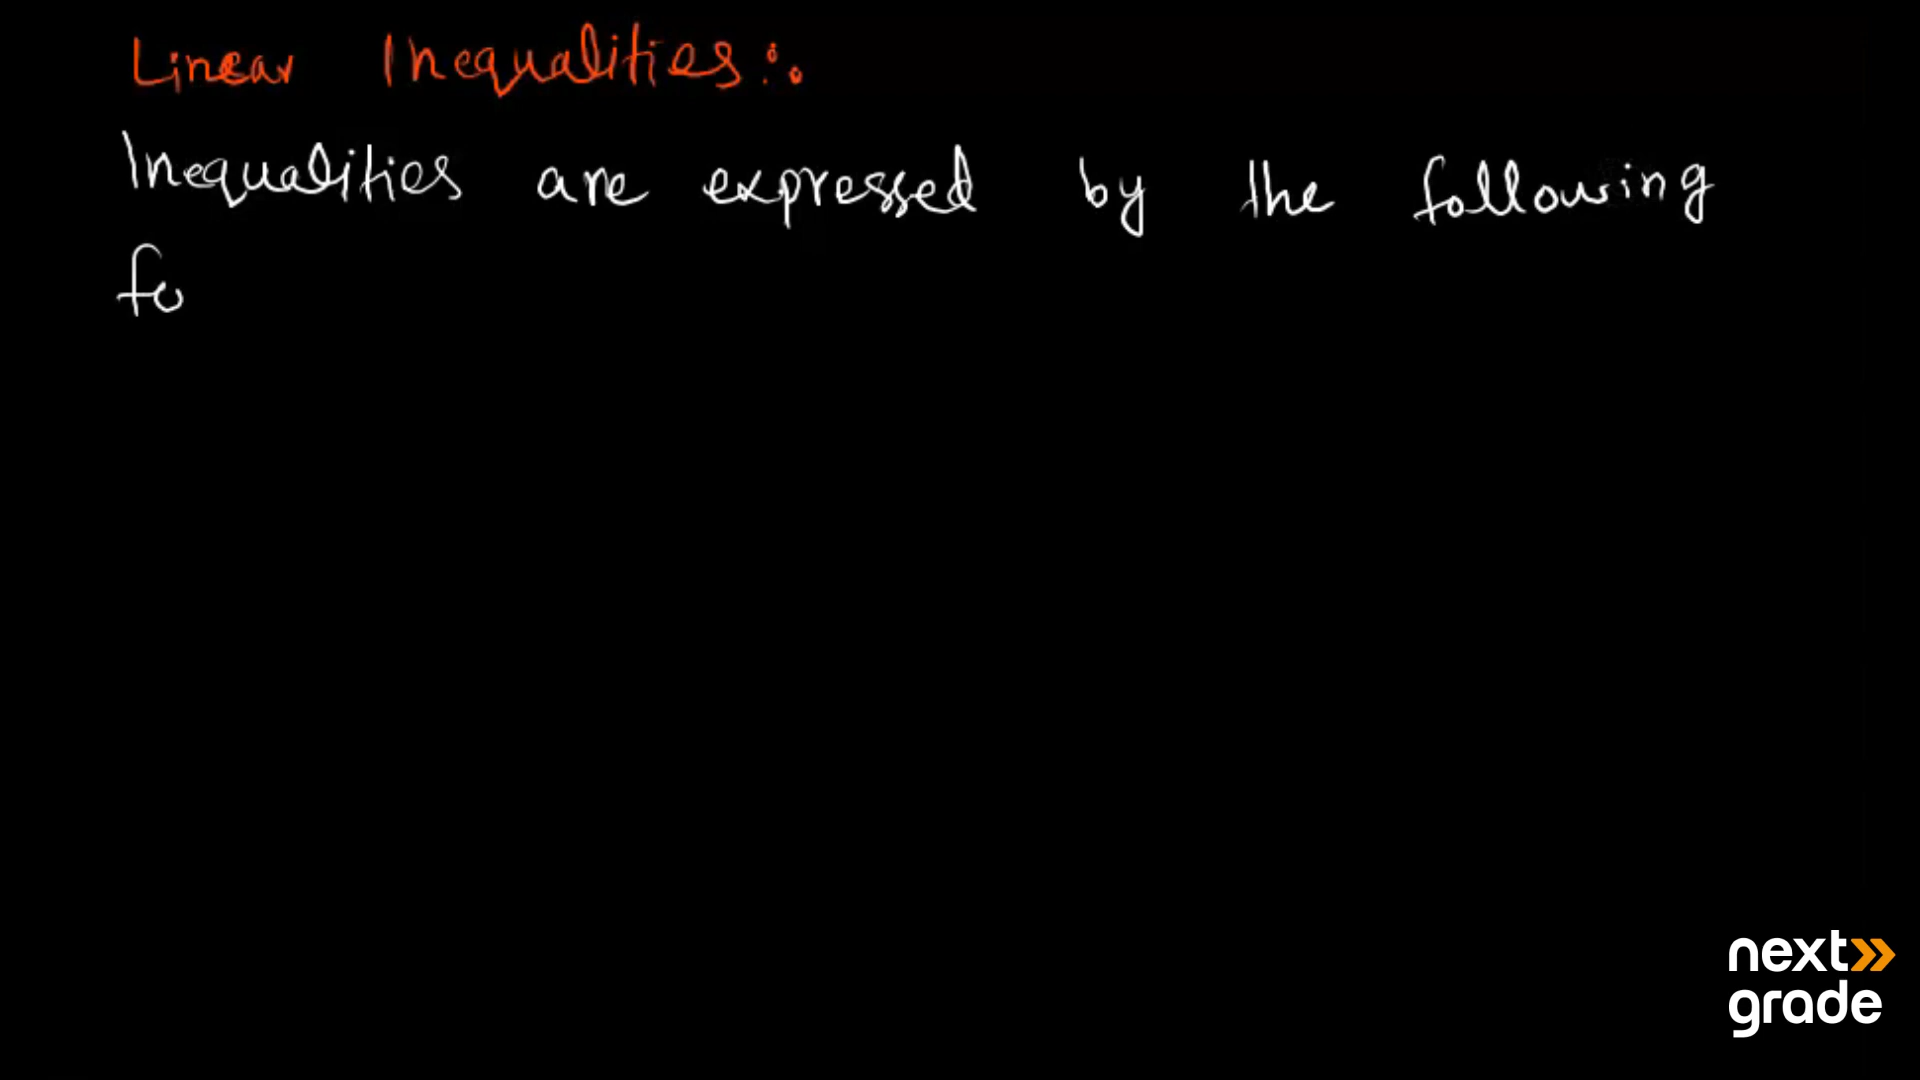 Linear Inequalities:
Inequalities are expressed by the following
fo
next
grade